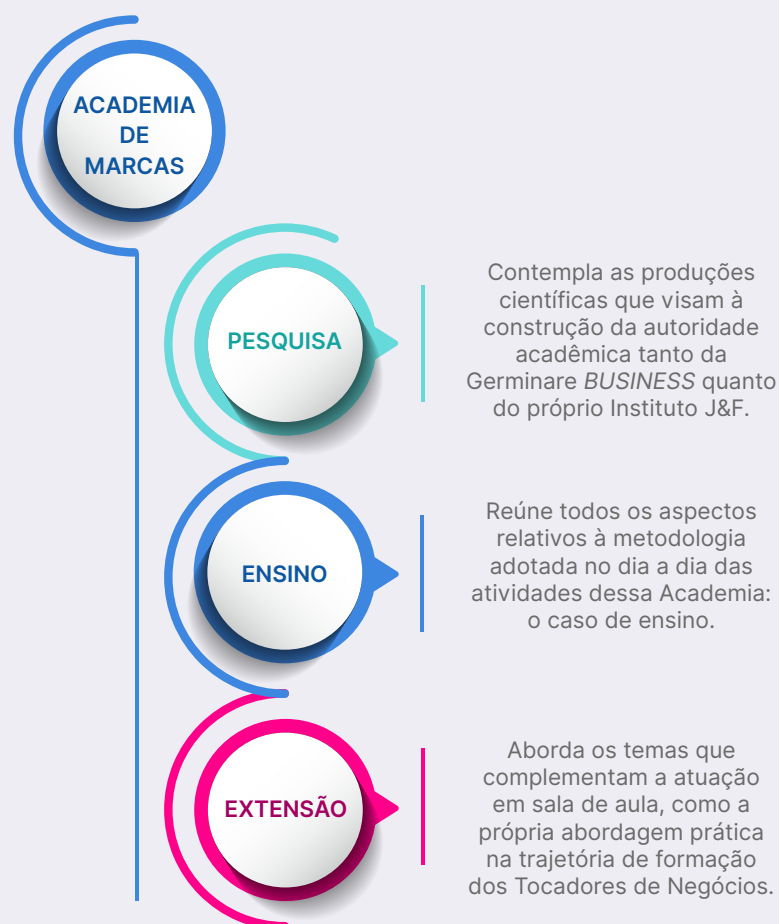 ACADEMIA
DE
MARCAS
PESQUISA
Contempla as produções
científicas que visam à
construção da autoridade
acadêmica tanto da
Germinare BUSINESS quanto
do próprio Instituto J&F.
ENSINO
Reúne todos os aspectos
relativos à metodologia
adotada no dia a dia das
atividades dessa Academia:
o caso de ensino.
EXTENSÃO
Aborda os temas que
complementam a atuação
em sala de aula, como a
própria abordagem prática
na trajetória de formação
dos Tocadores de Negócios.